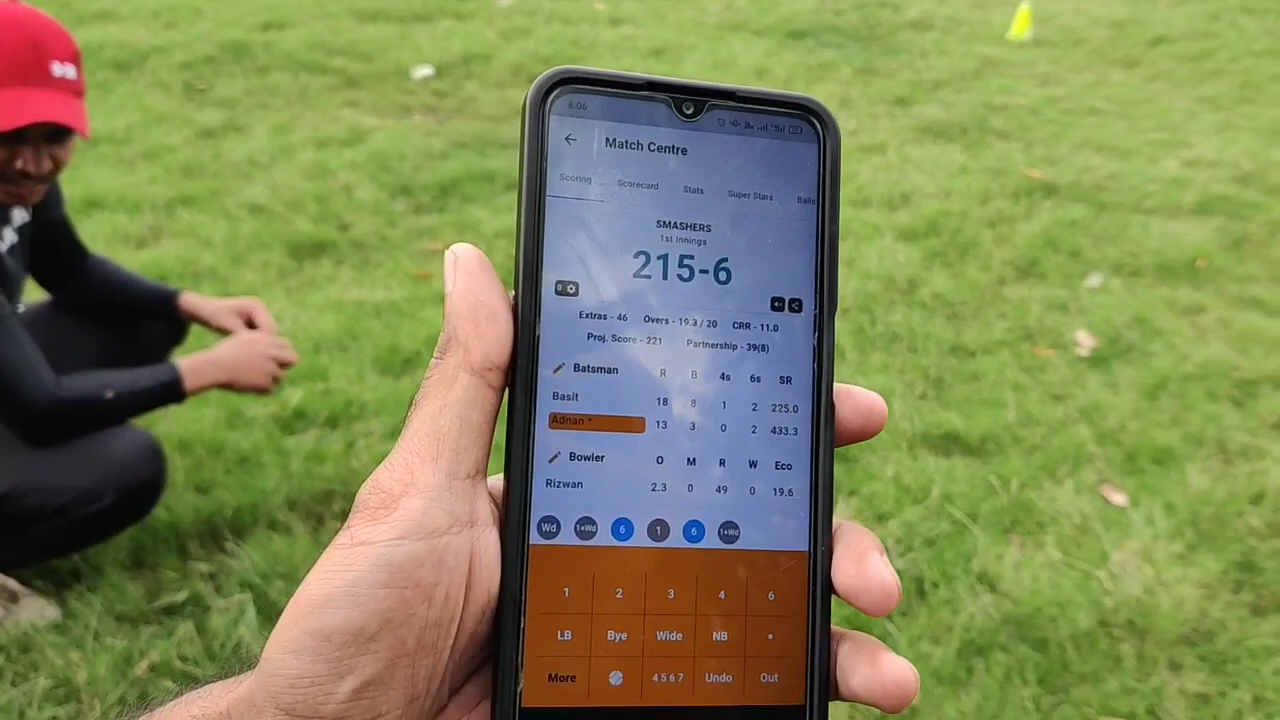 8:06
Match Centre
Scoring Scorecard Stats Super Stars Balls
SMASHERS
1st Innings
215-6
0
Extras - 46 Overs - 19.3 / 20 CRR - 11.0
Proj. Score - 221 Partnership - 39(8)
Batsman R B 4s 6s SR
Basit 18 8 1 2 225.0
Adnan * 13 3 0 2 433.3
Bowler O M R W Eco
Rizwan 2.3 0 49 0 19.6
Wd 1+Wd 6 1 6 1+Wd
1 2 3 4 6
LB Bye Wide NB •
More 4 5 6 7 Undo Out